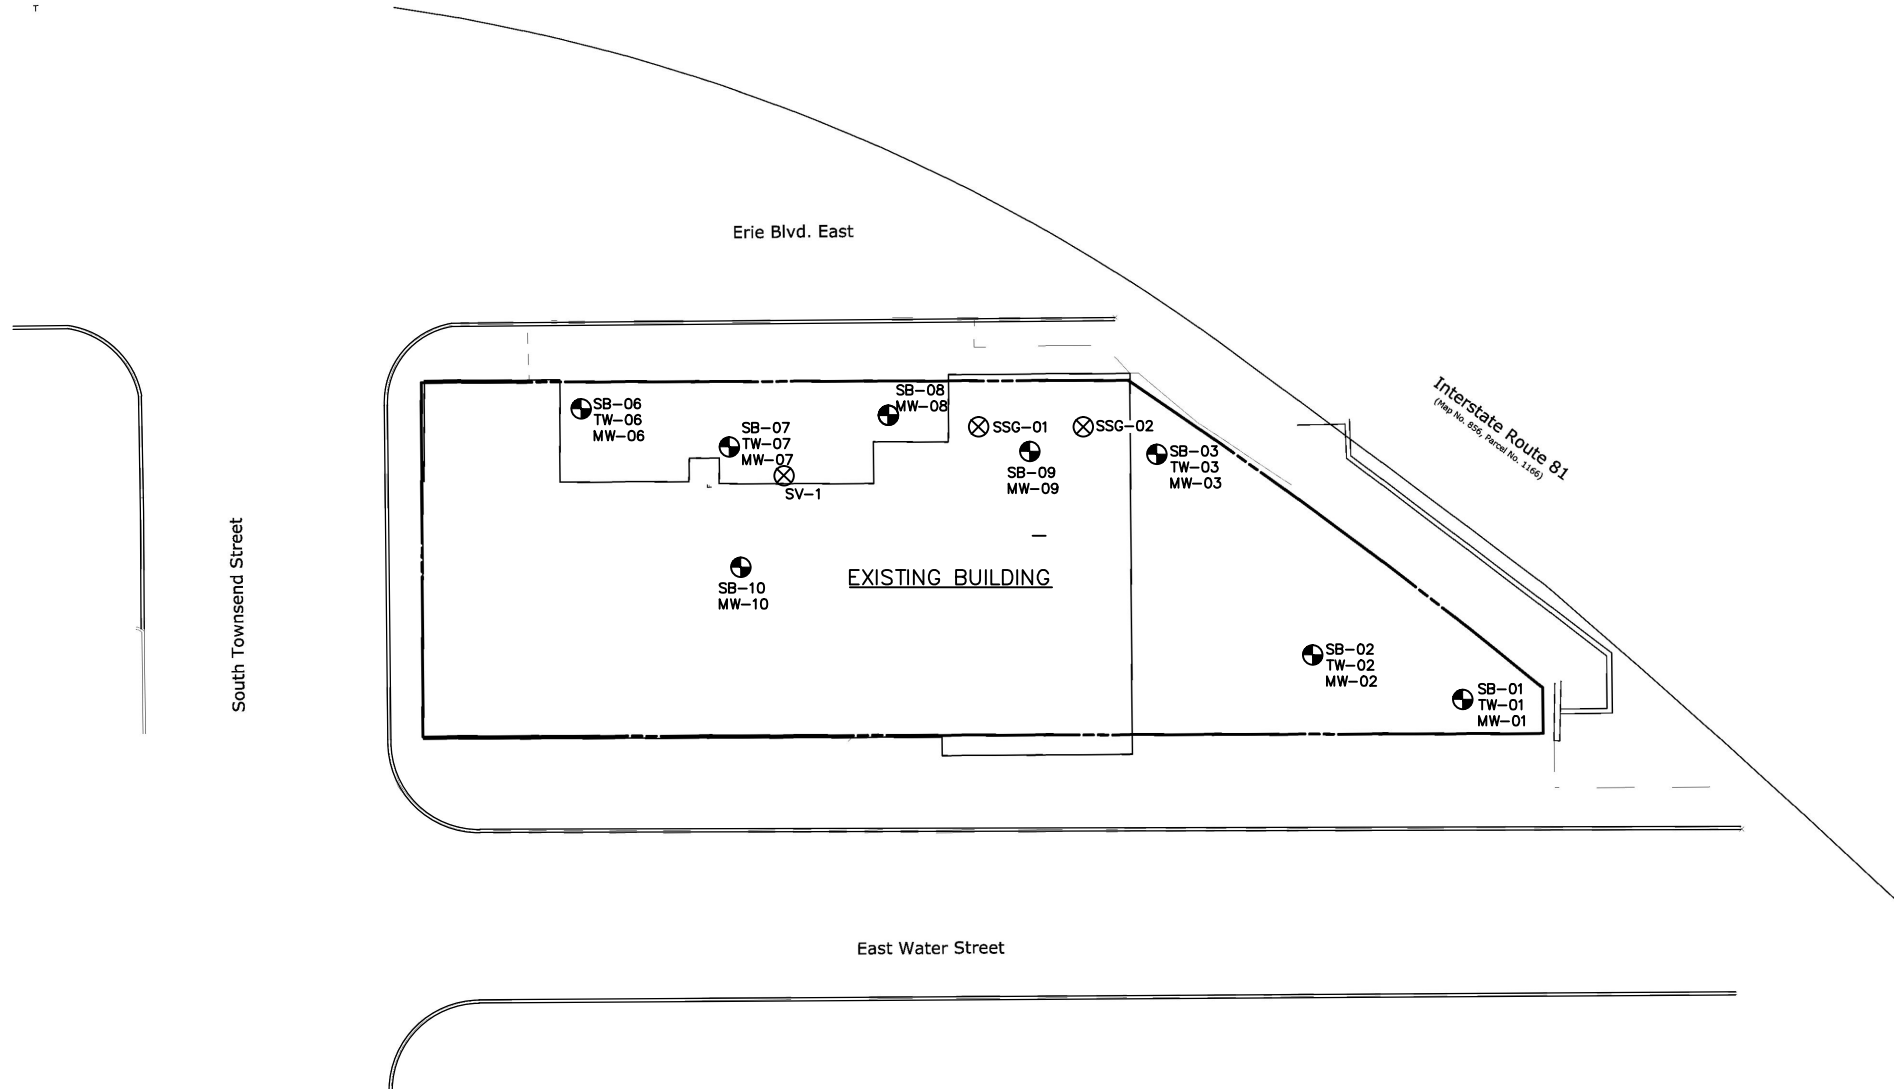 T
Erie Blvd. East
Interstate Route 81
(Map No. 856, Parcel No. 1166)
SB-06
TW-06
MW-06
SB-07
TW-07
MW-07
SB-08
MW-08
SSG-01
SSG-02
SB-09
MW-09
SB-03
TW-03
MW-03
SV-1
South Townsend Street
SB-10
MW-10
EXISTING BUILDING
SB-02
TW-02
MW-02
SB-01
TW-01
MW-01
East Water Street